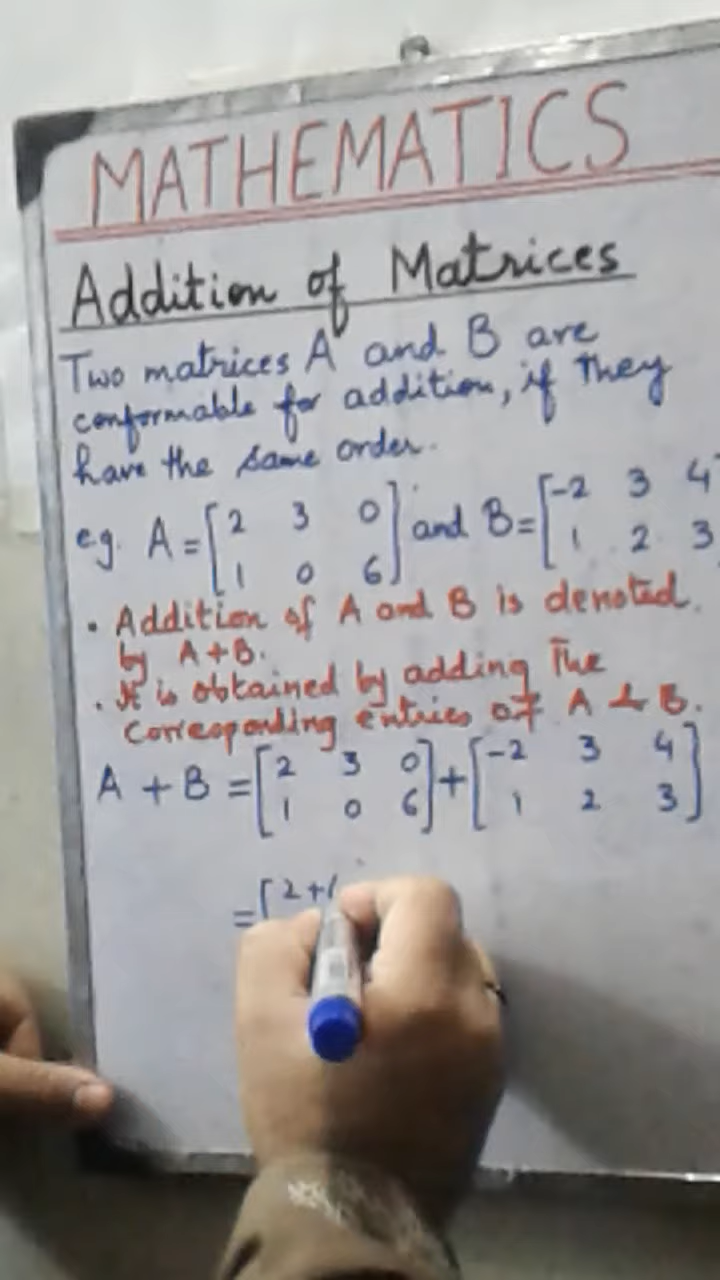 MATHEMATICS
Addition of Matrices
Two matrices A and B are
conformable for addition, if They
have the same order.
e.g. A = [2 3 0] and B = [-2 3 4]
[1 0 6] [1 2 3]
• Addition of A and B is denoted
by A + B.
• It is obtained by adding The
Corresponding entries of A & B.
A + B = [2 3 0] + [-2 3 4]
[1 0 6] [1 2 3]
= [2+(